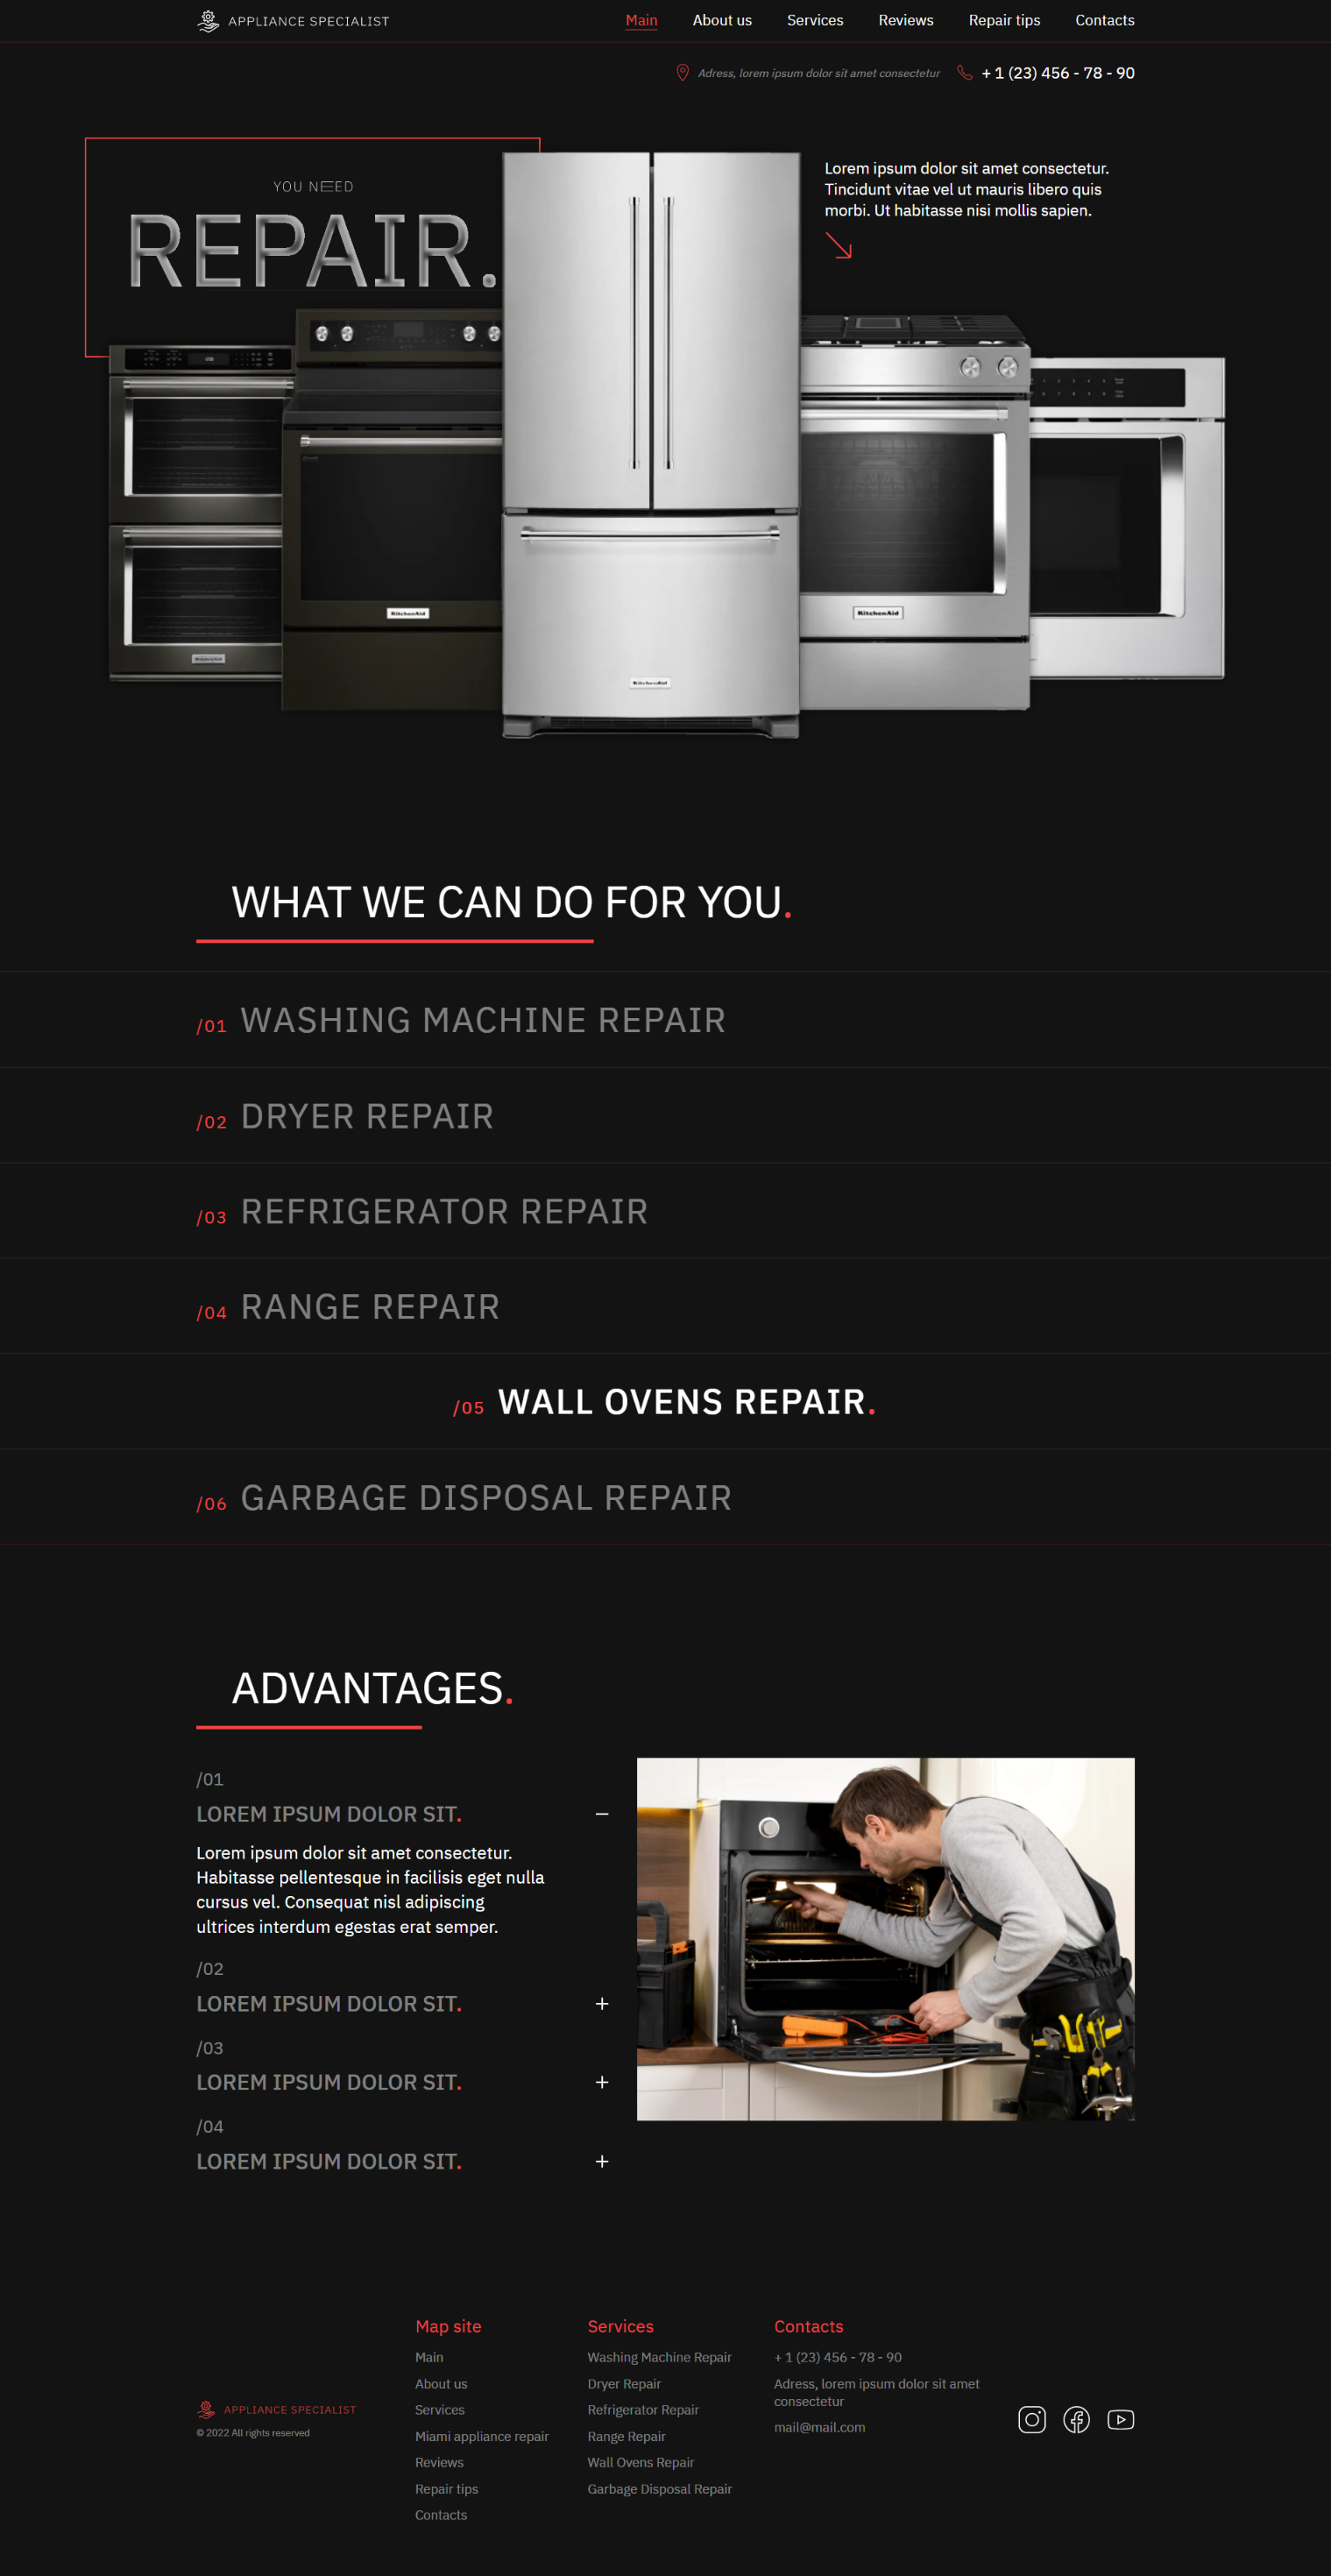 APPLIANCE SPECIALIST
Main About us Services Reviews Repair tips Contacts
Adress, lorem ipsum dolor sit amet consectetur + 1 (23) 456 - 78 - 90
YOU NEED
REPAIR.
Lorem ipsum dolor sit amet consectetur.
Tincidunt vitae vel ut mauris libero quis
morbi. Ut habitasse nisi mollis sapien.
KitchenAid
KitchenAid
KitchenAid
KitchenAid
WHAT WE CAN DO FOR YOU.
/01 WASHING MACHINE REPAIR
/02 DRYER REPAIR
/03 REFRIGERATOR REPAIR
/04 RANGE REPAIR
/05 WALL OVENS REPAIR.
/06 GARBAGE DISPOSAL REPAIR
ADVANTAGES.
/01
LOREM IPSUM DOLOR SIT.
Lorem ipsum dolor sit amet consectetur.
Habitasse pellentesque in facilisis eget nulla
cursus vel. Consequat nisl adipiscing
ultrices interdum egestas erat semper.
/02
LOREM IPSUM DOLOR SIT.
/03
LOREM IPSUM DOLOR SIT.
/04
LOREM IPSUM DOLOR SIT.
APPLIANCE SPECIALIST
© 2022 All rights reserved
Map site
Main
About us
Services
Miami appliance repair
Reviews
Repair tips
Contacts
Services
Washing Machine Repair
Dryer Repair
Refrigerator Repair
Range Repair
Wall Ovens Repair
Garbage Disposal Repair
Contacts
+ 1 (23) 456 - 78 - 90
Adress, lorem ipsum dolor sit amet
consectetur
mail@mail.com